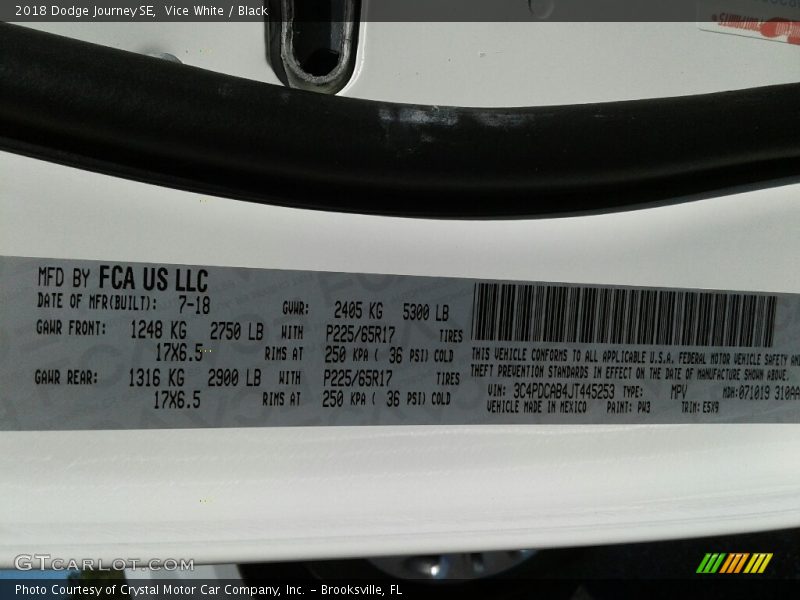 2018 Dodge Journey SE,  Vice White / Black
MFD BY FCA US LLC
DATE OF MFR(BUILT): 7-18
GVWR: 2405 KG 5300 LB
GAWR FRONT: 1248 KG 2750 LB WITH P225/65R17 TIRES
17X6.5 RIMS AT 250 KPA ( 36 PSI) COLD
GAWR REAR: 1316 KG 2900 LB WITH P225/65R17 TIRES
17X6.5 RIMS AT 250 KPA ( 36 PSI) COLD
THIS VEHICLE CONFORMS TO ALL APPLICABLE U.S.A. FEDERAL MOTOR VEHICLE SAFETY AND
THEFT PREVENTION STANDARDS IN EFFECT ON THE DATE OF MANUFACTURE SHOWN ABOVE.
VIN: 3C4PDCAB4JT445253 TYPE: MPV MDH:071019 310AA
VEHICLE MADE IN MEXICO PAINT: PW3 TRIM: E5X9
GTCARLOT.COM
Photo Courtesy of Crystal Motor Car Company, Inc. – Brooksville, FL